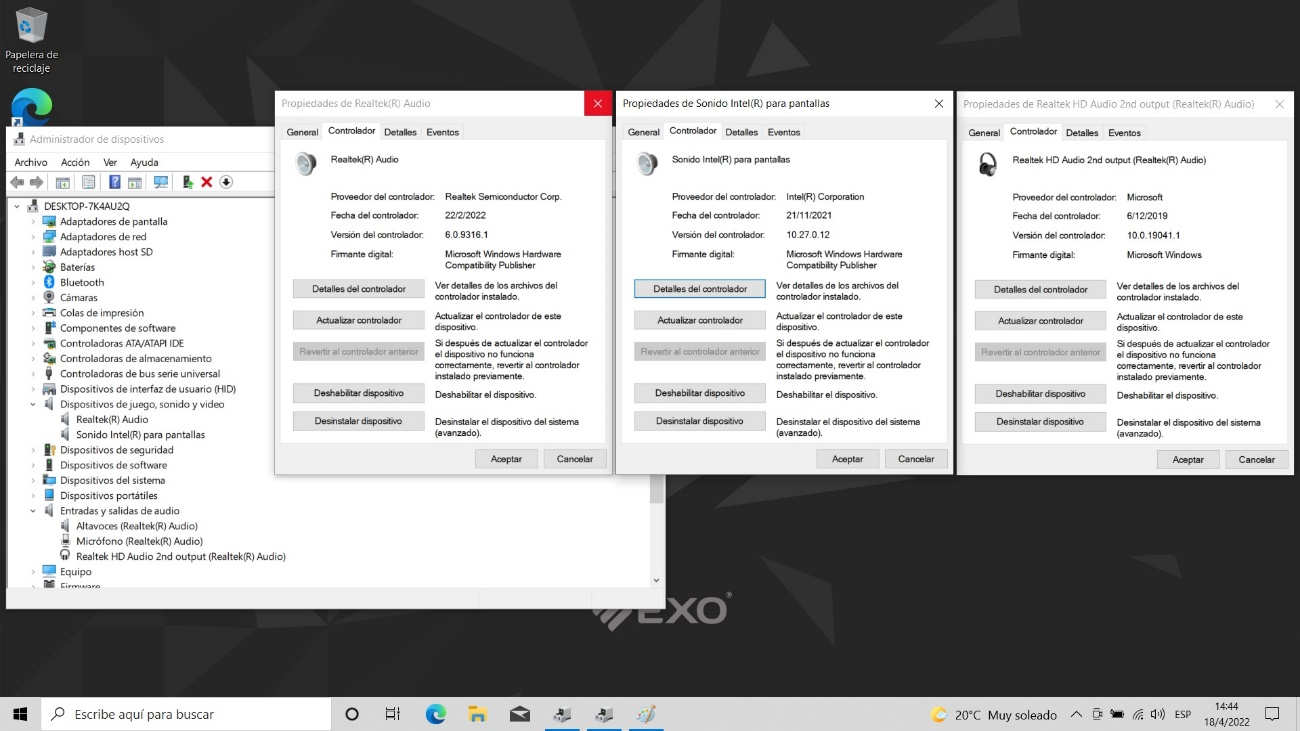 Papelera de
reciclaje
Administrador de dispositivos
Archivo Acción Ver Ayuda
DESKTOP-7K4AU2Q
Adaptadores de pantalla
Adaptadores de red
Adaptadores host SD
Baterías
Bluetooth
Cámaras
Colas de impresión
Componentes de software
Controladoras ATA/ATAPI IDE
Controladoras de almacenamiento
Controladoras de bus serie universal
Dispositivos de interfaz de usuario (HID)
Dispositivos de juego, sonido y video
Realtek(R) Audio
Sonido Intel(R) para pantallas
Dispositivos de seguridad
Dispositivos de software
Dispositivos del sistema
Dispositivos portátiles
Entradas y salidas de audio
Altavoces (Realtek(R) Audio)
Micrófono (Realtek(R) Audio)
Realtek HD Audio 2nd output (Realtek(R) Audio)
Equipo
Firmware
Propiedades de Realtek(R) Audio
General Controlador Detalles Eventos
Realtek(R) Audio
Proveedor del controlador: Realtek Semiconductor Corp.
Fecha del controlador: 22/2/2022
Versión del controlador: 6.0.9316.1
Firmante digital: Microsoft Windows Hardware
Compatibility Publisher
Detalles del controlador Ver detalles de los archivos del
controlador instalado.
Actualizar controlador Actualizar el controlador de este
dispositivo.
Revertir al controlador anterior Si después de actualizar el controlador
el dispositivo no funciona
correctamente, revertir al controlador
instalado previamente.
Deshabilitar dispositivo Deshabilitar el dispositivo.
Desinstalar dispositivo Desinstalar el dispositivo del sistema
(avanzado).
Aceptar Cancelar
Propiedades de Sonido Intel(R) para pantallas
General Controlador Detalles Eventos
Sonido Intel(R) para pantallas
Proveedor del controlador: Intel(R) Corporation
Fecha del controlador: 21/11/2021
Versión del controlador: 10.27.0.12
Firmante digital: Microsoft Windows Hardware
Compatibility Publisher
Detalles del controlador Ver detalles de los archivos del
controlador instalado.
Actualizar controlador Actualizar el controlador de este
dispositivo.
Revertir al controlador anterior Si después de actualizar el controlador
el dispositivo no funciona
correctamente, revertir al controlador
instalado previamente.
Deshabilitar dispositivo Deshabilitar el dispositivo.
Desinstalar dispositivo Desinstalar el dispositivo del sistema
(avanzado).
Aceptar Cancelar
Propiedades de Realtek HD Audio 2nd output (Realtek(R) Audio)
General Controlador Detalles Eventos
Realtek HD Audio 2nd output (Realtek(R) Audio)
Proveedor del controlador: Microsoft
Fecha del controlador: 6/12/2019
Versión del controlador: 10.0.19041.1
Firmante digital: Microsoft Windows
Detalles del controlador Ver detalles de los archivos del
controlador instalado.
Actualizar controlador Actualizar el controlador de este
dispositivo.
Revertir al controlador anterior Si después de actualizar el controlador
el dispositivo no funciona
correctamente, revertir al controlador
instalado previamente.
Deshabilitar dispositivo Deshabilitar el dispositivo.
Desinstalar dispositivo Desinstalar el dispositivo del sistema
(avanzado).
Aceptar Cancelar
EXO®
Escribe aquí para buscar
20°C Muy soleado
ESP
14:44
18/4/2022